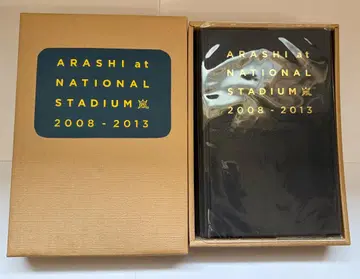 ARASHI at
NATIONAL
STADIUM 嵐
2008 - 2013
ARASHI at
NATIONAL
STADIUM 嵐
2008 - 2013